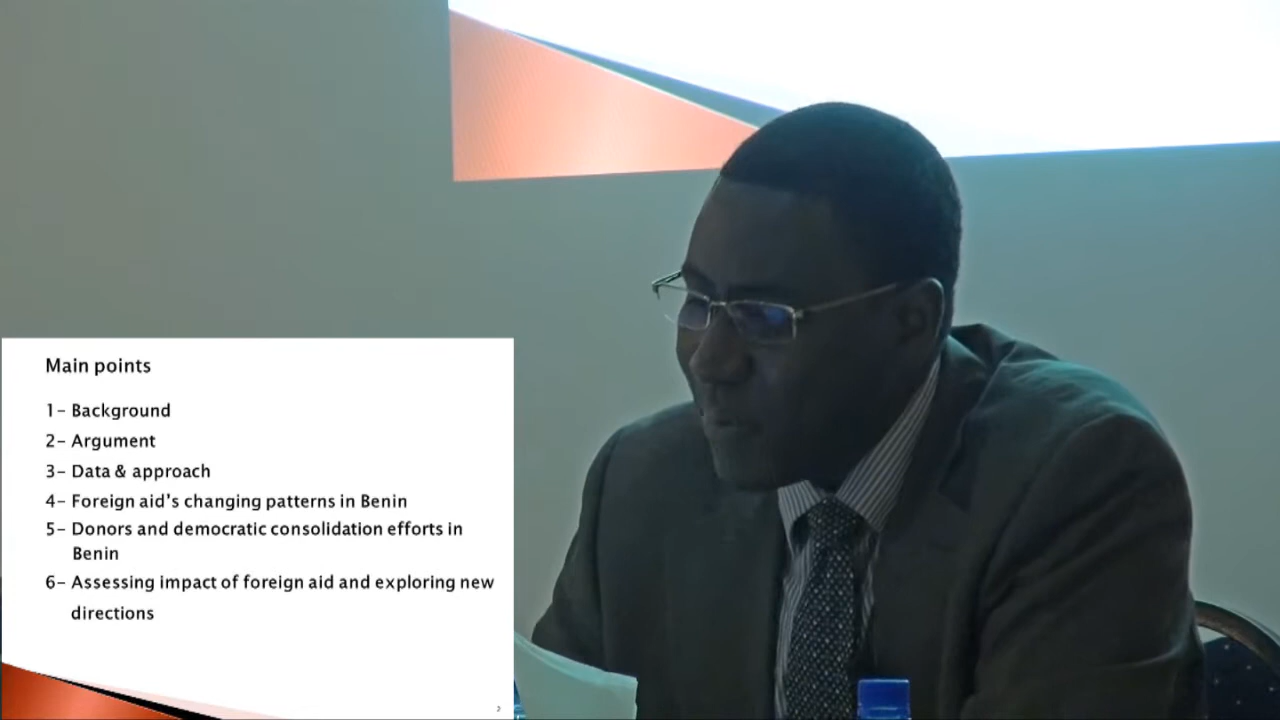 Main points
1- Background
2- Argument
3- Data & approach
4- Foreign aid's changing patterns in Benin
5- Donors and democratic consolidation efforts in
Benin
6- Assessing impact of foreign aid and exploring new
directions
2